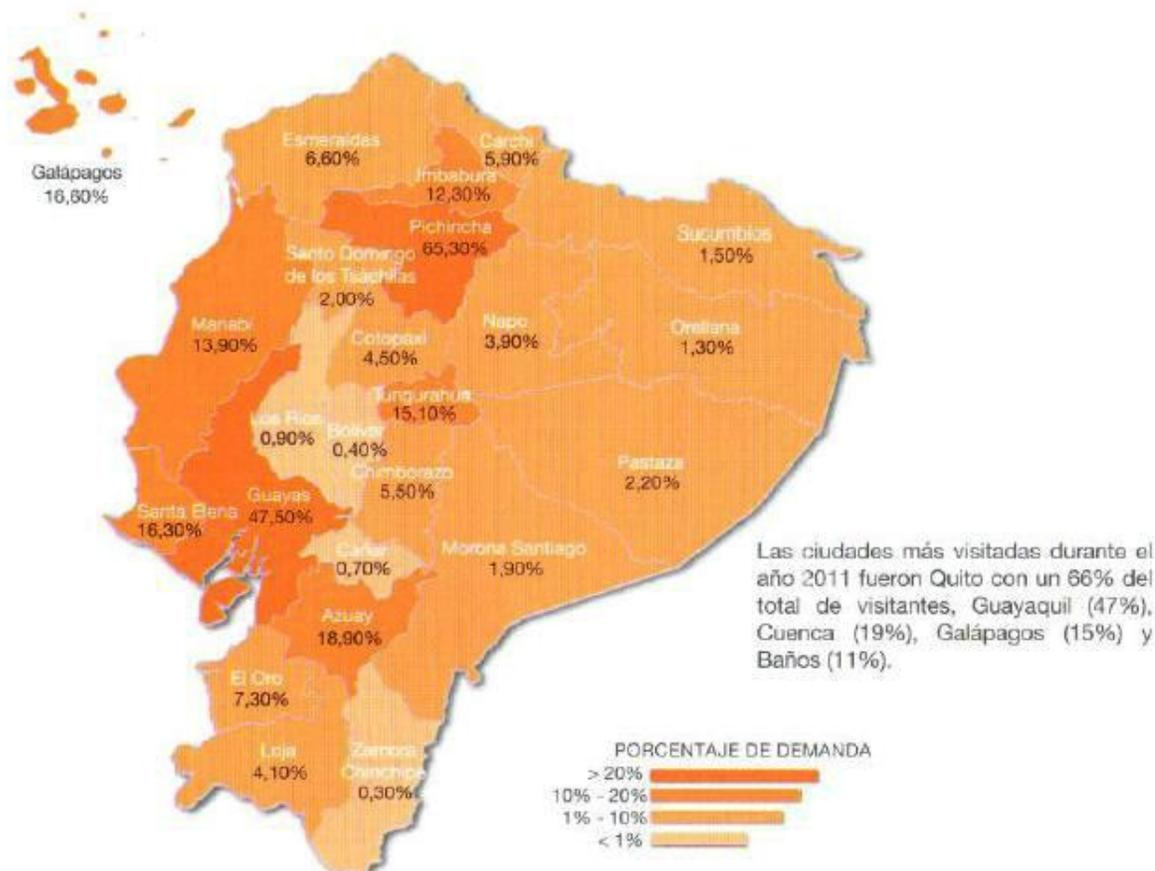 Galápagos
16,60%
Esmeraldas
6,60%
Carchi
5,90%
Imbabura
12,30%
Pichincha
65,30%
Sucumbíos
1,50%
Santo Domingo
de los Tsáchilas
2,00%
Manabí
13,90%
Cotopaxi
4,50%
Napo
3,90%
Orellana
1,30%
Tungurahua
15,10%
Los Ríos
0,90%
Bolívar
0,40%
Chimborazo
5,50%
Pastaza
2,20%
Santa Elena
16,30%
Guayas
47,50%
Cañar
0,70%
Morona Santiago
1,90%
Azuay
18,90%
El Oro
7,30%
Loja
4,10%
Zamora
Chinchipe
0,30%
Las ciudades más visitadas durante el
año 2011 fueron Quito con un 66% del
total de visitantes, Guayaquil (47%),
Cuenca (19%), Galápagos (15%) y
Baños (11%).
PORCENTAJE DE DEMANDA
> 20%
10% - 20%
1% - 10%
< 1%